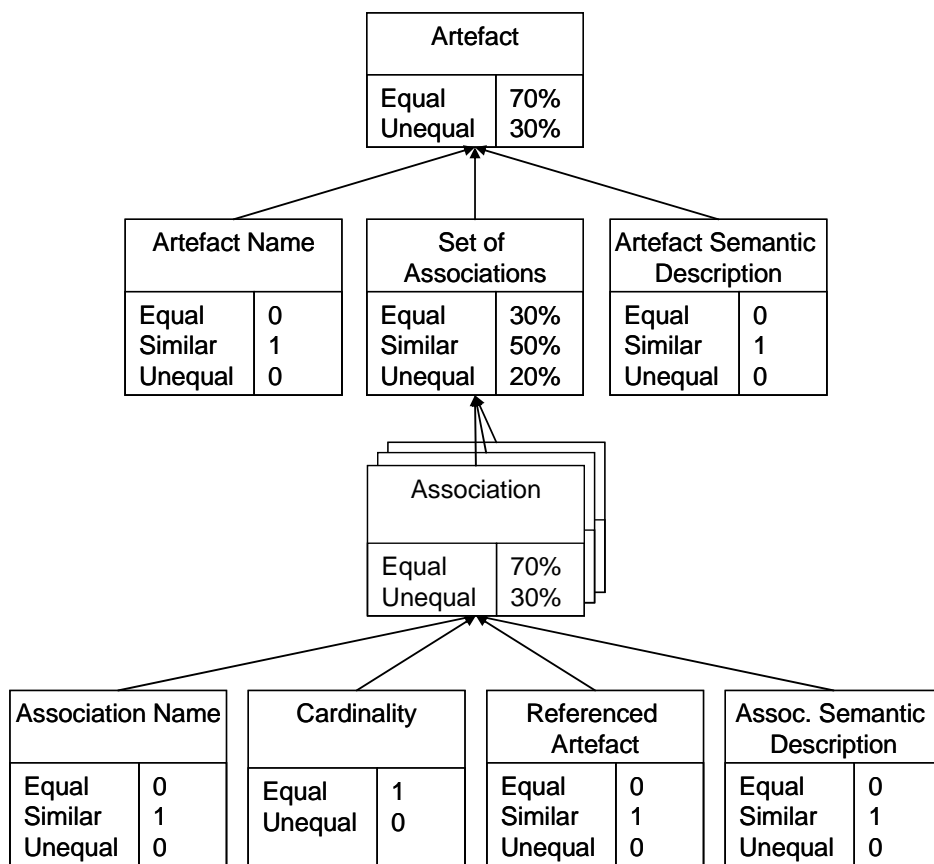 Artefact
Equal 70%
Unequal 30%
Artefact Name
Equal 0
Similar 1
Unequal 0
Set of
Associations
Equal 30%
Similar 50%
Unequal 20%
Artefact Semantic
Description
Equal 0
Similar 1
Unequal 0
Association
Equal 70%
Unequal 30%
Association Name
Equal 0
Similar 1
Unequal 0
Cardinality
Equal 1
Unequal 0
Referenced
Artefact
Equal 0
Similar 1
Unequal 0
Assoc. Semantic
Description
Equal 0
Similar 1
Unequal 0